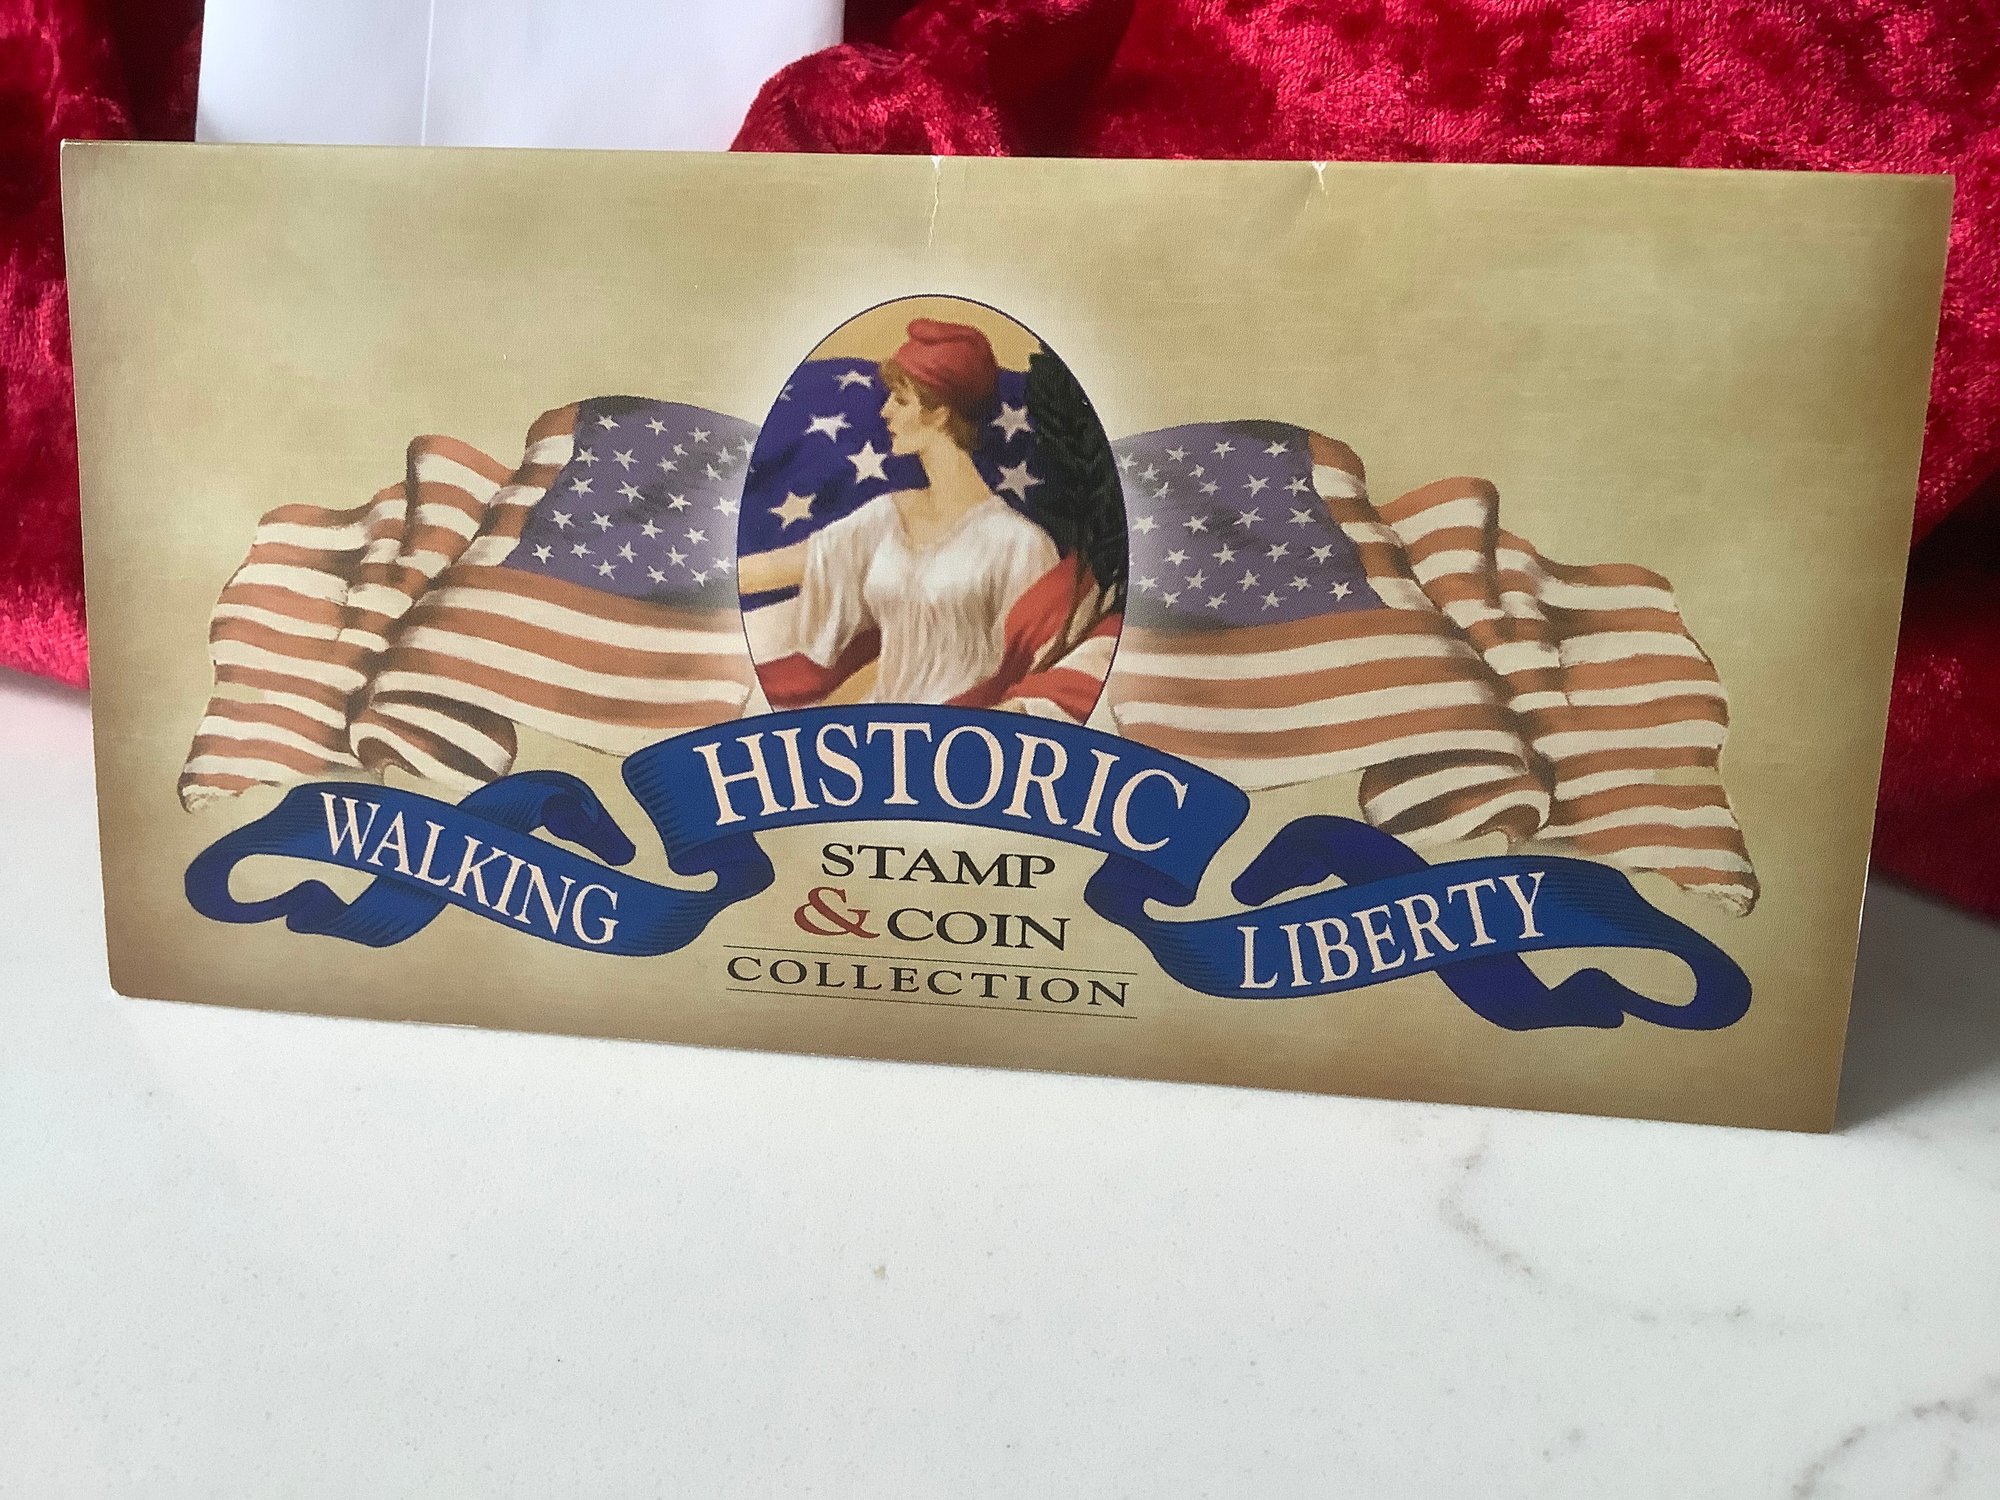 HISTORIC
WALKING LIBERTY
STAMP
& COIN
COLLECTION